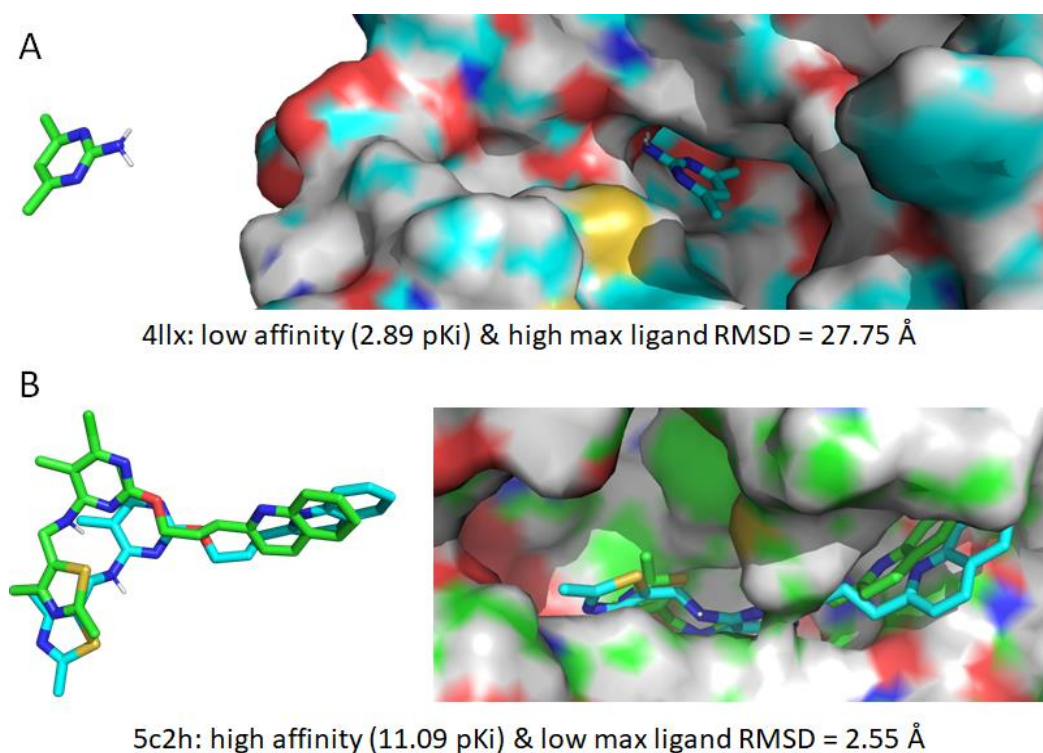 A
4llx: low affinity (2.89 pKi) & high max ligand RMSD = 27.75 Å
B
5c2h: high affinity (11.09 pKi) & low max ligand RMSD = 2.55 Å